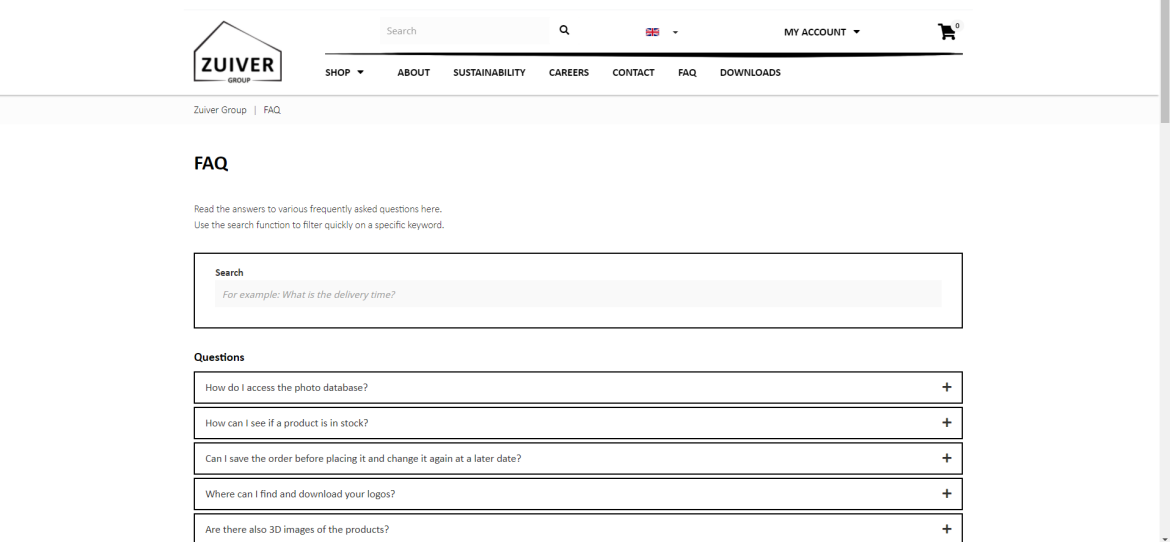 Search
0
MY ACCOUNT
ZUIVER
GROUP
SHOP
ABOUT
SUSTAINABILITY
CAREERS
CONTACT
FAQ
DOWNLOADS
Zuiver Group | FAQ
FAQ
Read the answers to various frequently asked questions here.
Use the search function to filter quickly on a specific keyword.
Search
For example: What is the delivery time?
Questions
How do I access the photo database?
How can I see if a product is in stock?
Can I save the order before placing it and change it again at a later date?
Where can I find and download your logos?
Are there also 3D images of the products?